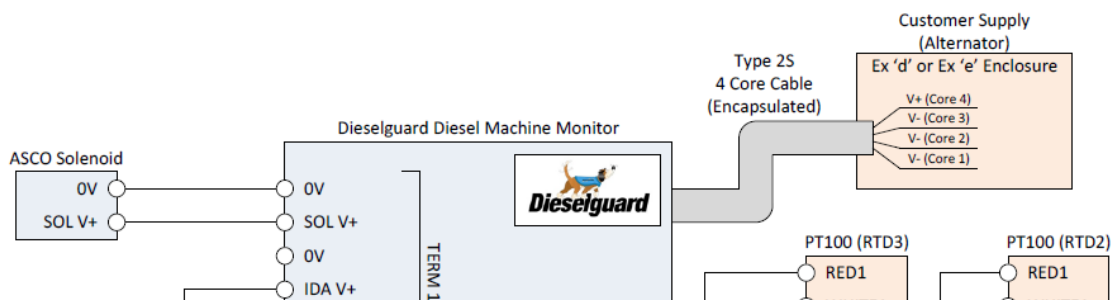 Customer Supply
(Alternator)
Ex 'd' or Ex 'e' Enclosure
Type 2S
4 Core Cable
(Encapsulated)
V+ (Core 4)
V- (Core 3)
V- (Core 2)
V- (Core 1)
Dieselguard Diesel Machine Monitor
ASCO Solenoid
0V
SOL V+
0V
SOL V+
0V
IDA V+
TERM 1
Dieselguard
PT100 (RTD3)
RED1
PT100 (RTD2)
RED1